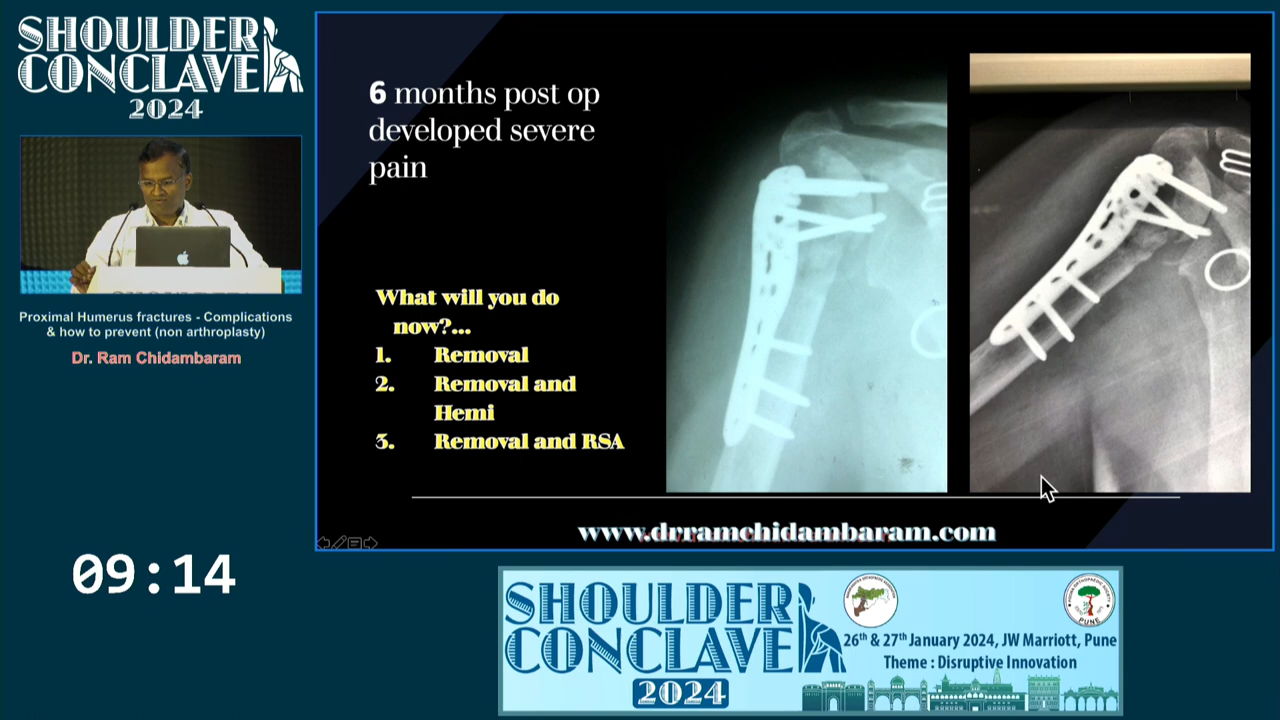 SHOULDER
CONCLAVE
2024
Proximal Humerus fractures - Complications
& how to prevent (non arthroplasty)
Dr. Ram Chidambaram
09:14
6 months post op
developed severe
pain
What will you do
now?...
1. Removal
2. Removal and
Hemi
3. Removal and RSA
www.drramchidambaram.com
SHOULDER
CONCLAVE
2024
26th & 27th January 2024, JW Marriott, Pune
Theme : Disruptive Innovation
PUNE